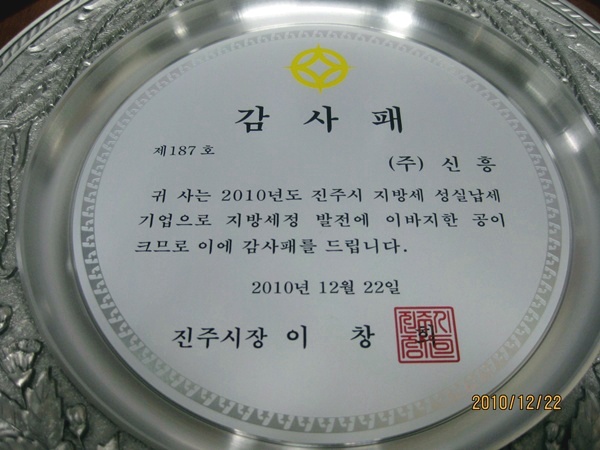 감 사 패
제187호
(주) 신 흥
귀 사는 2010년도 진주시 지방세 성실납세
기업으로 지방세정 발전에 이바지한 공이
크므로 이에 감사패를 드립니다.
2010년 12월 22일
진주시장 이 창 희
2010/12/22